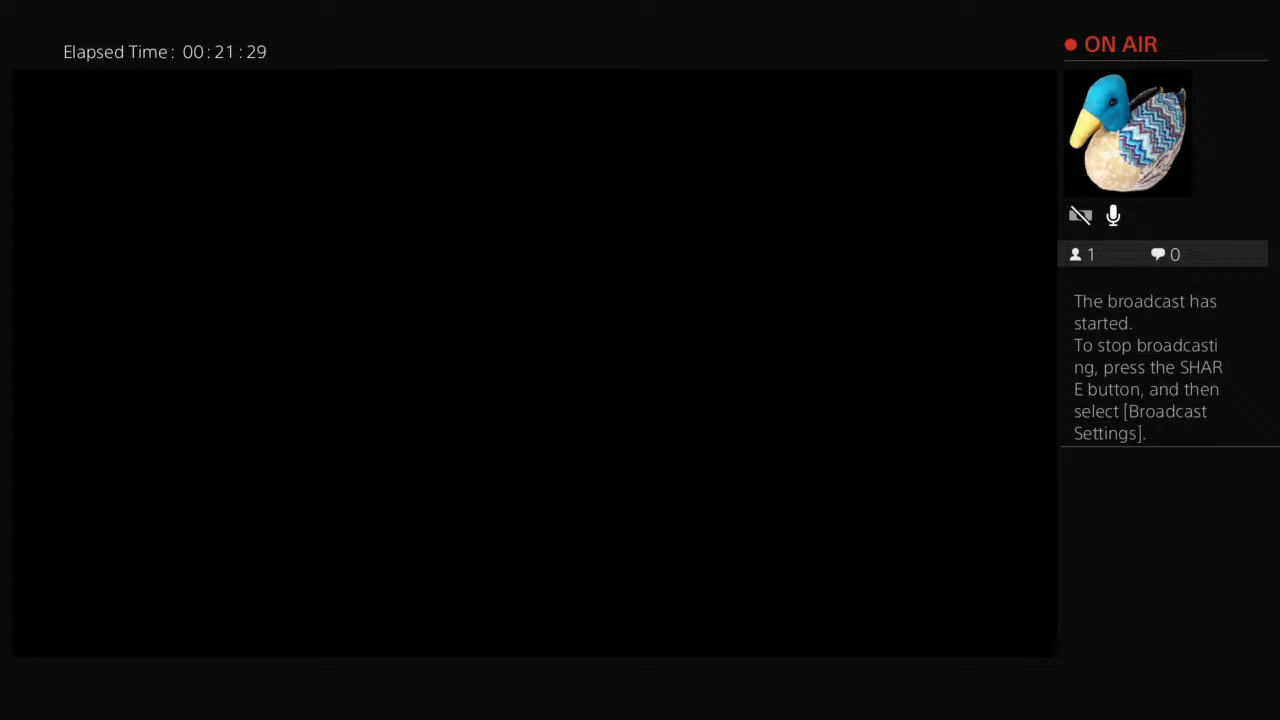 Elapsed Time: 00:21:29
ON AIR
1 0
The broadcast has
started.
To stop broadcasti
ng, press the SHAR
E button, and then
select [Broadcast
Settings].